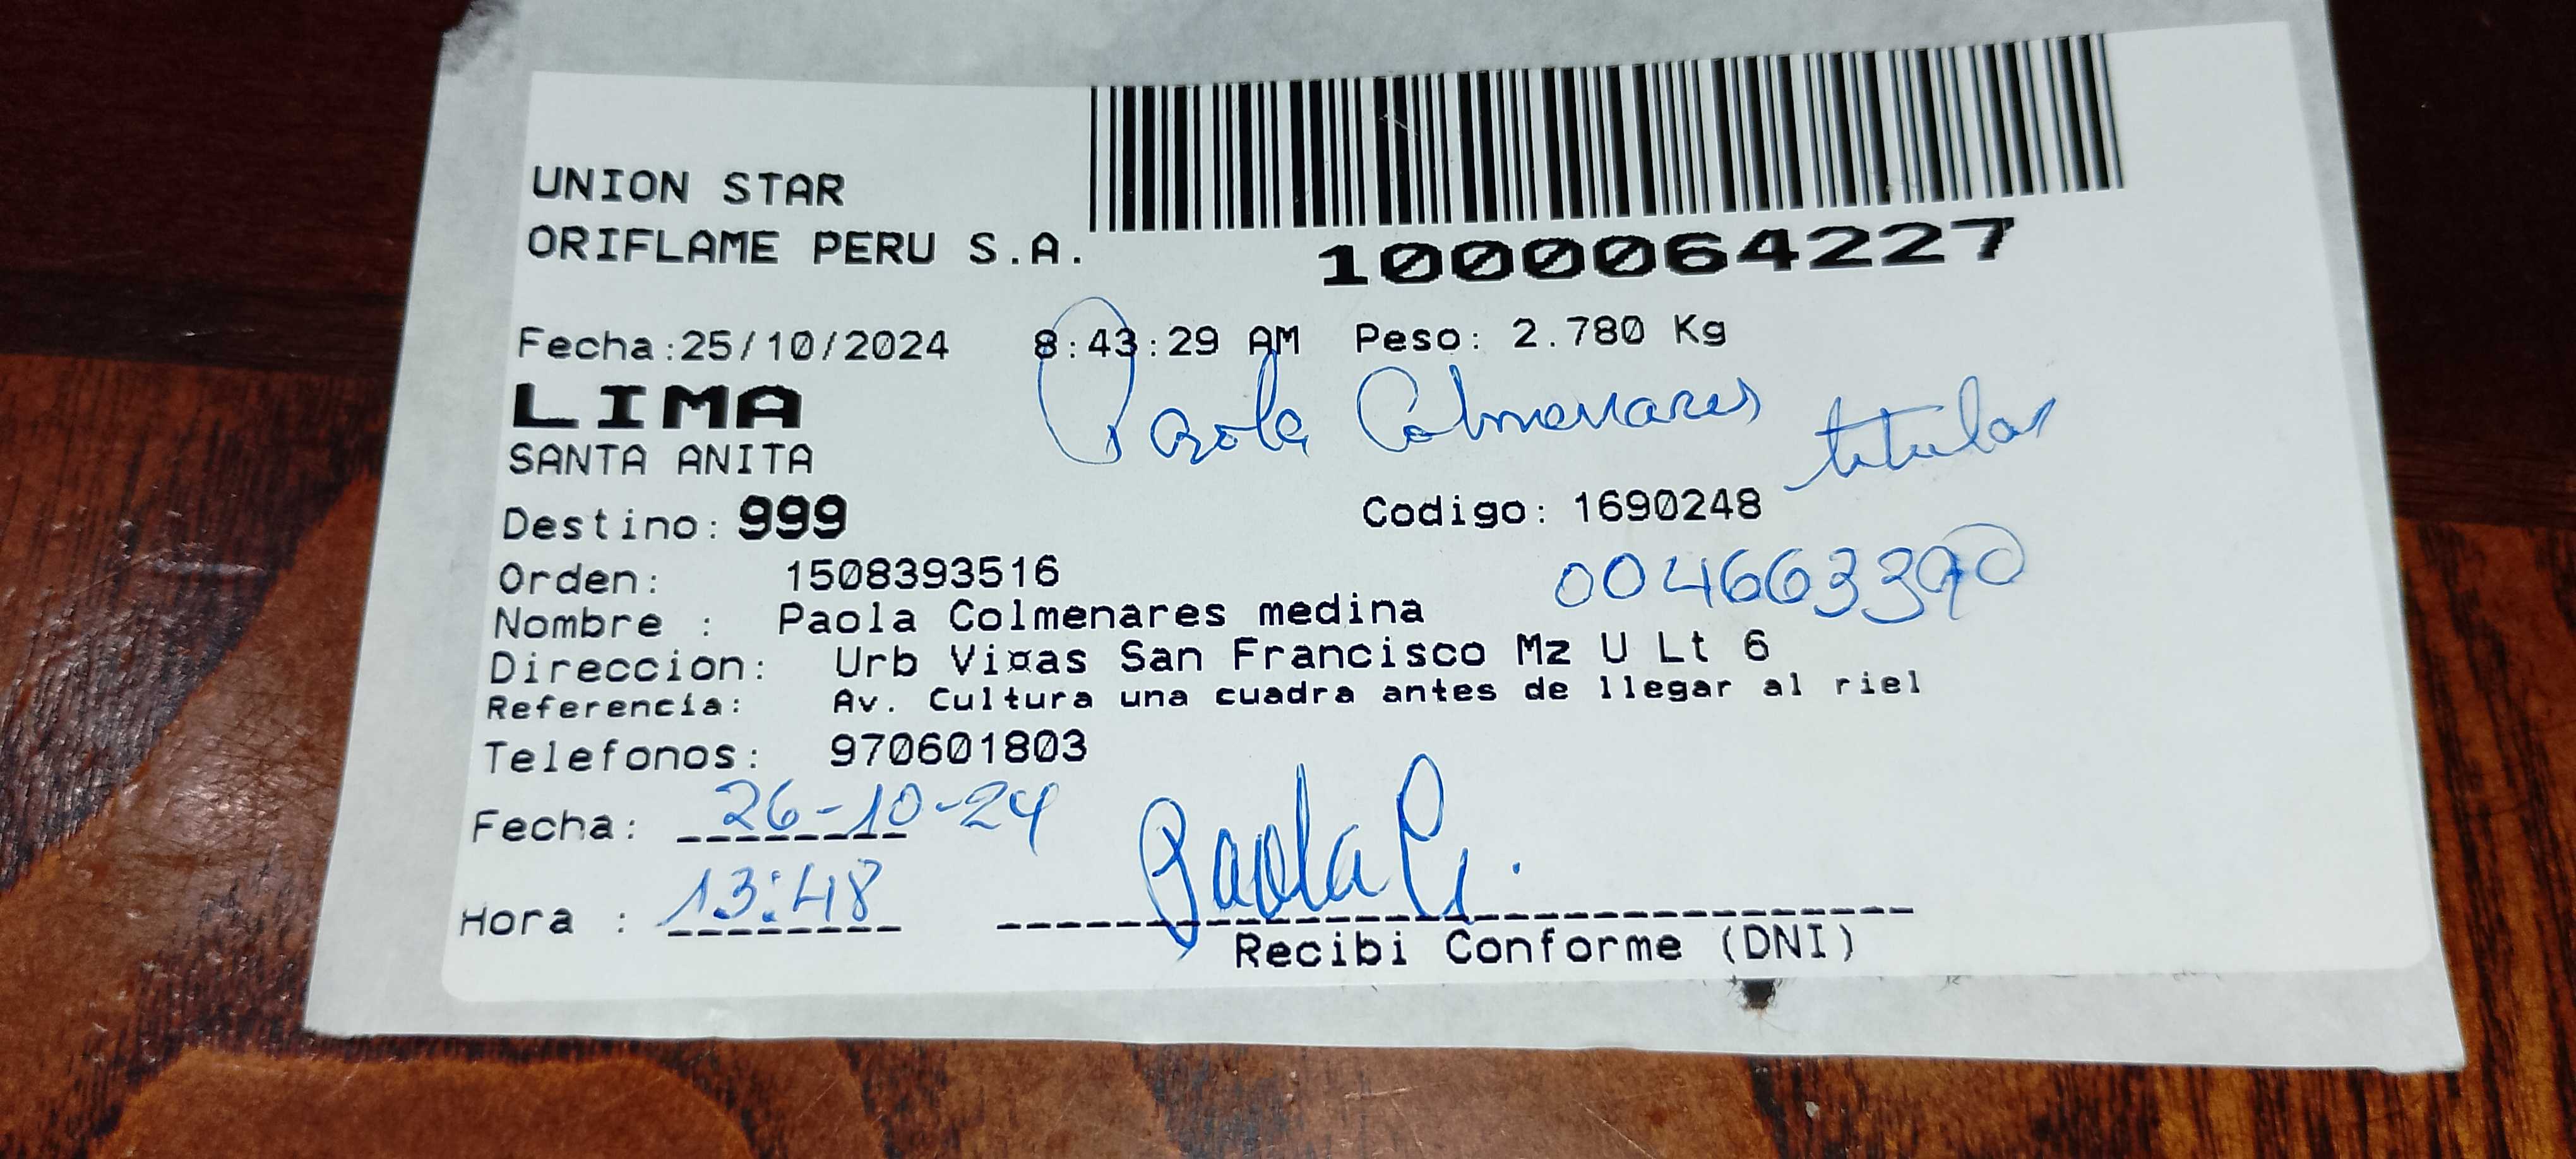 UNION STAR
ORIFLAME PERU S.A.
1000064227
Fecha:25/10/2024 8:43:29 AM Peso: 2.780 Kg
LIMA
Paola Colmenares titular
SANTA ANITA
Destino: 999 Codigo: 1690248
Orden: 1508393516
004663390
Nombre : Paola Colmenares medina
Direccion: Urb Vi¤as San Francisco Mz U Lt 6
Referencia: Av. Cultura una cuadra antes de llegar al riel
Telefonos: 970601803
Fecha: 26-10-24
Paola C.
Hora : 13:48
Recibi Conforme (DNI)